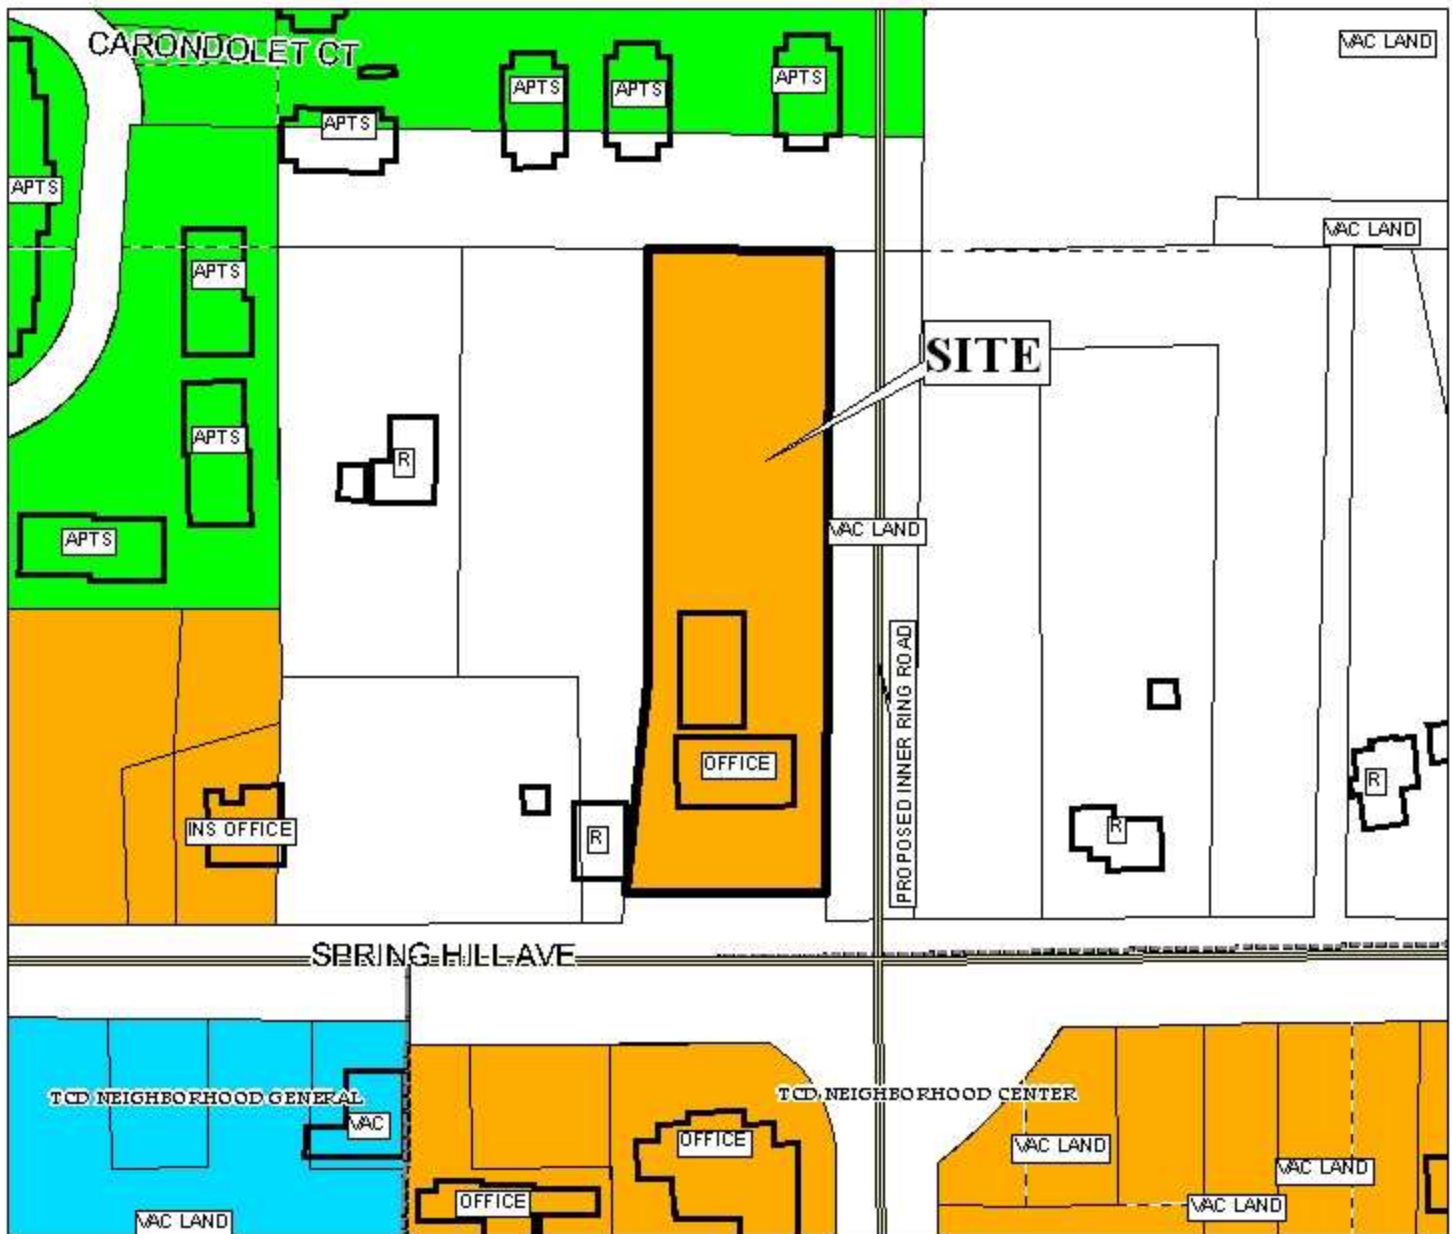 CARONDOLET CT
VAC LAND
APTS
APTS
APTS
APTS
APTS
VAC LAND
APTS
SITE
APTS
R
APTS
VAC LAND
PROPOSED INNER RING ROAD
OFFICE
R
INS OFFICE
R
R
SPRING HILL AVE
TCD NEIGHBORHOOD GENERAL
TCD NEIGHBORHOOD CENTER
VAC
OFFICE
VAC LAND
VAC LAND
OFFICE
VAC LAND
VAC LAND